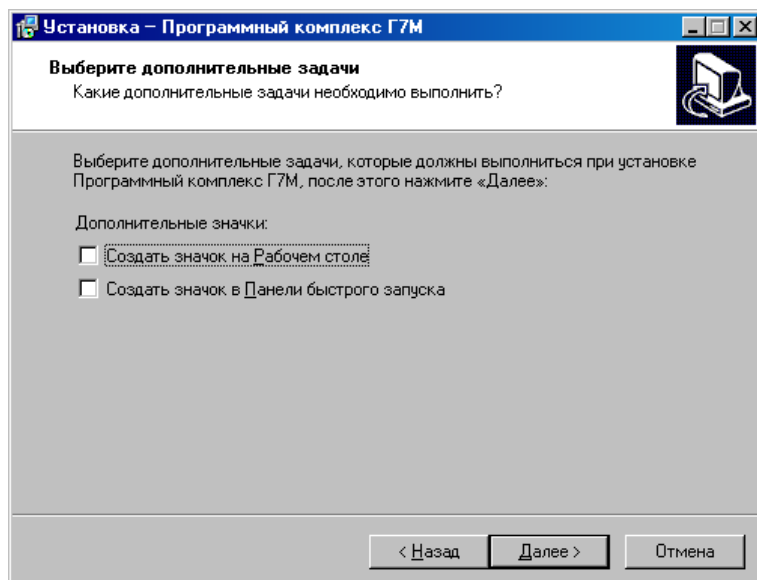 Установка – Программный комплекс Г7М
Выберите дополнительные задачи
Какие дополнительные задачи необходимо выполнить?
Выберите дополнительные задачи, которые должны выполниться при установке
Программный комплекс Г7М, после этого нажмите «Далее»:
Дополнительные значки:
Создать значок на Рабочем столе
Создать значок в Панели быстрого запуска
< Назад
Далее >
Отмена